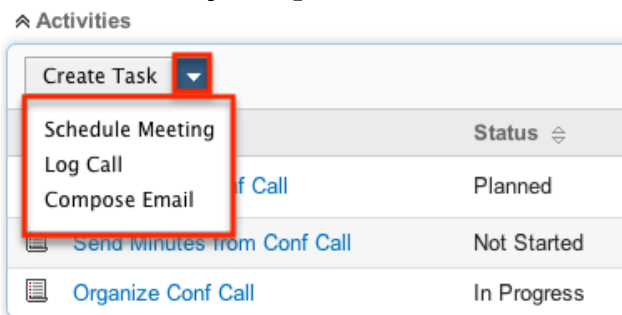 Activities
Create Task
Schedule Meeting
Log Call
Compose Email
Status
f Call Planned
Send Minutes from Conf Call Not Started
Organize Conf Call In Progress